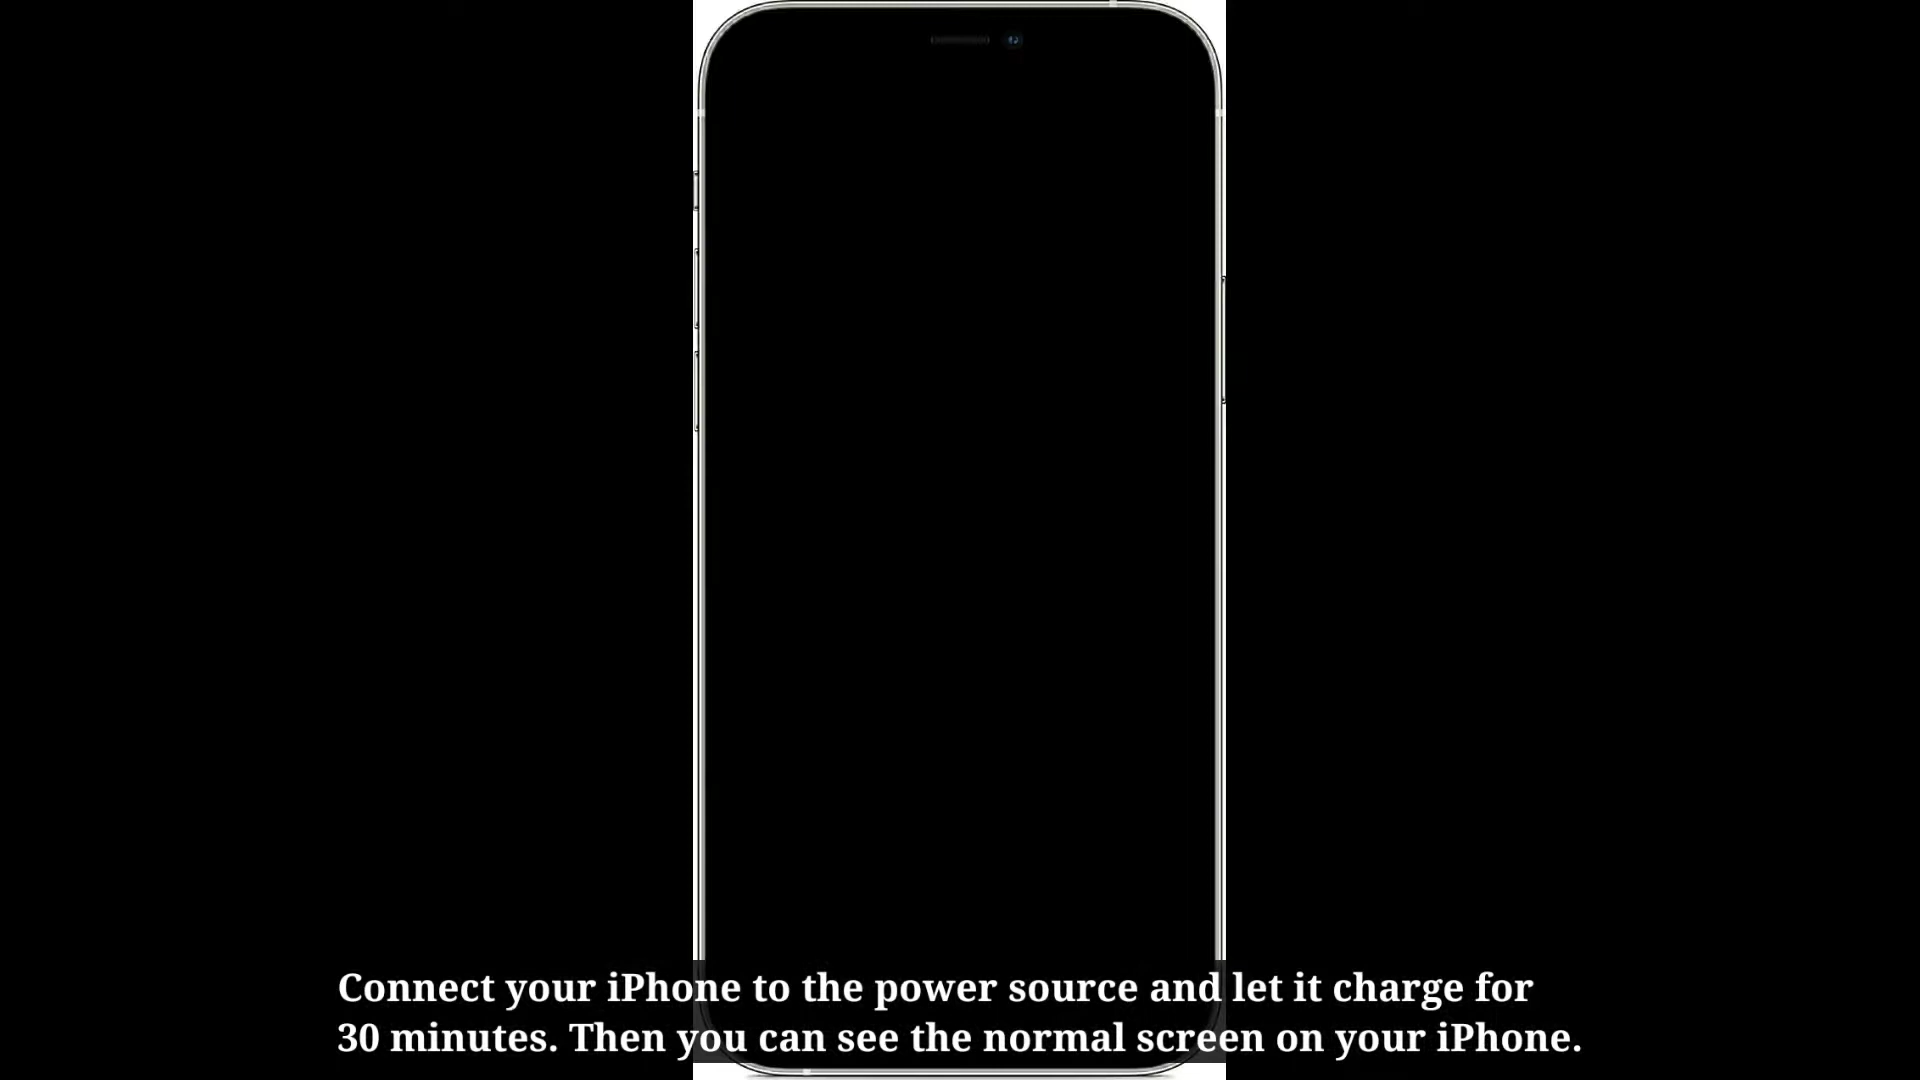 Connect your iPhone to the power source and let it charge for
30 minutes. Then you can see the normal screen on your iPhone.